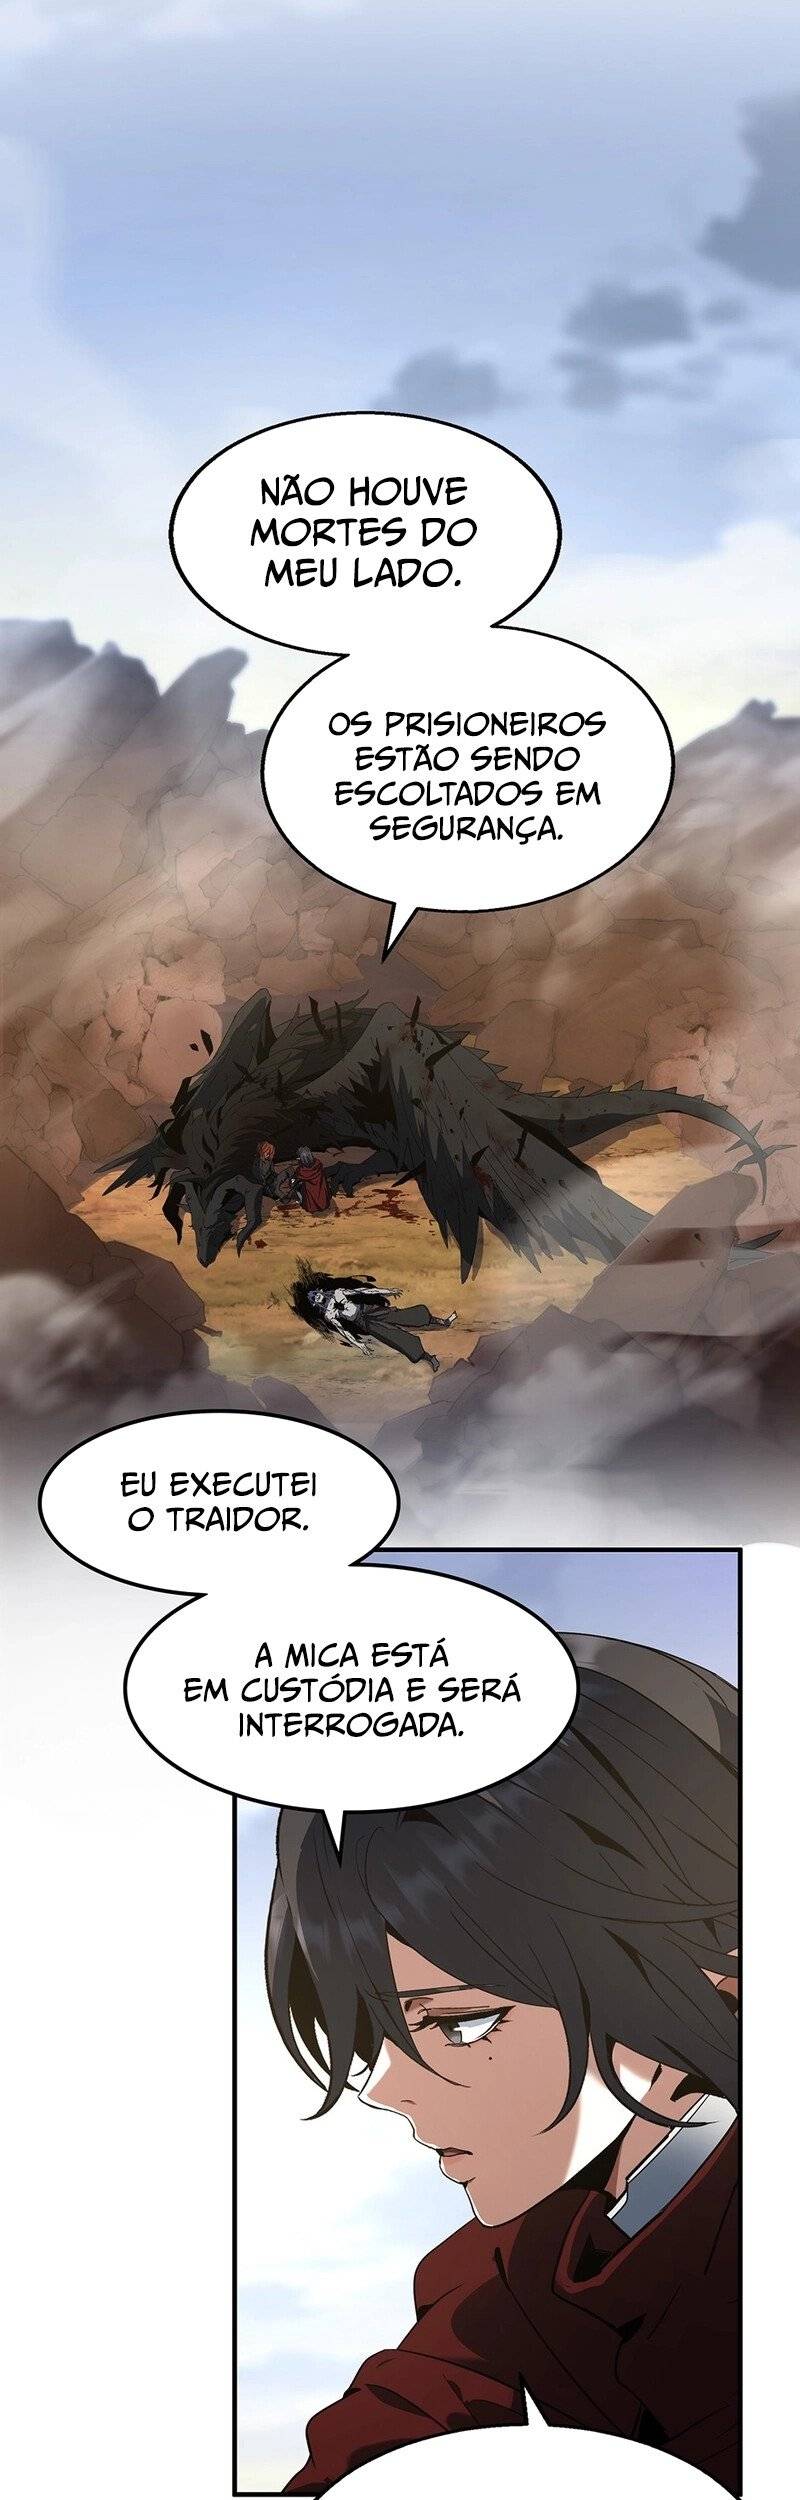 NÃO HOUVE
MORTES DO
MEU LADO.
OS PRISIONEIROS
ESTÃO SENDO
ESCOLTADOS EM
SEGURANÇA.
EU EXECUTEI
O TRAIDOR.
A MICA ESTÁ
EM CUSTÓDIA E SERÁ
INTERROGADA.